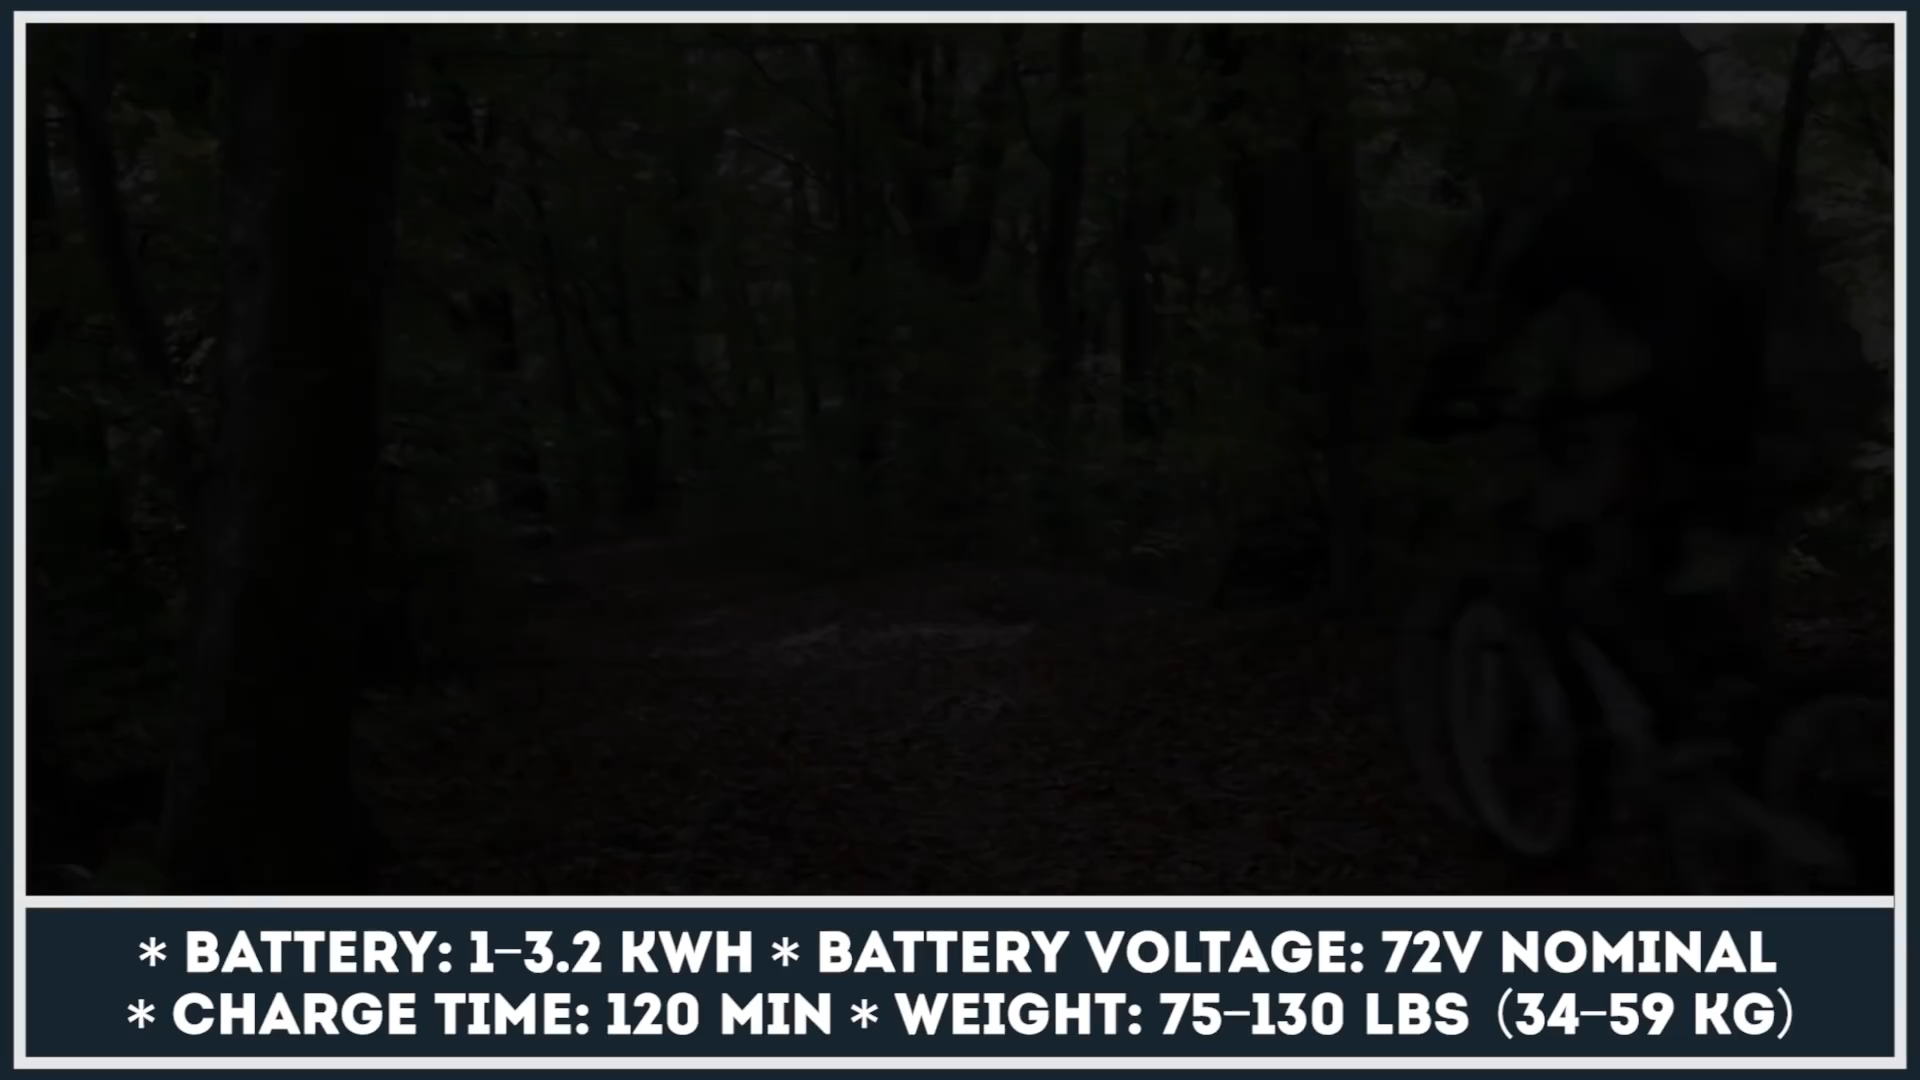 * BATTERY: 1–3.2 KWH * BATTERY VOLTAGE: 72V NOMINAL
* CHARGE TIME: 120 MIN * WEIGHT: 75–130 LBS (34–59 KG)